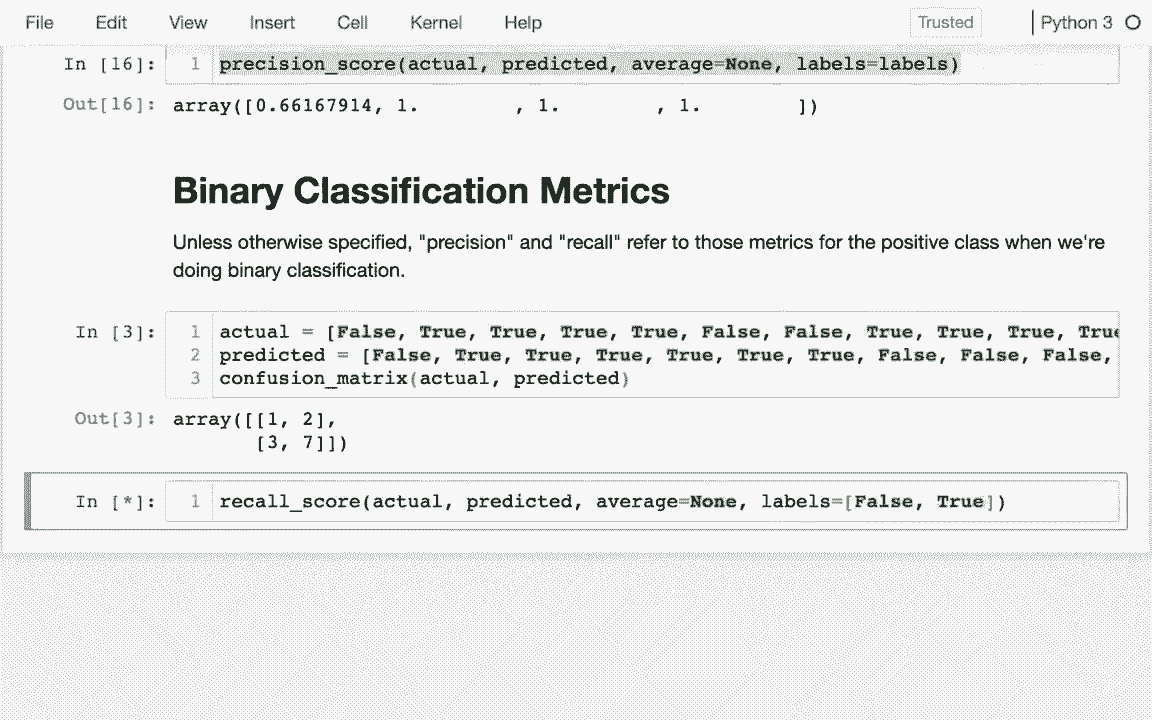 File Edit View Insert Cell Kernel Help Trusted Python 3
In [16]: 1 precision_score(actual, predicted, average=None, labels=labels)
Out[16]: array([0.66167914, 1.        , 1.        , 1.        ])
Binary Classification Metrics
Unless otherwise specified, "precision" and "recall" refer to those metrics for the positive class when we're
doing binary classification.
In [3]: 1 actual = [False, True, True, True, True, False, False, True, True, True, True
2 predicted = [False, True, True, True, True, True, True, False, False, False,
3 confusion_matrix(actual, predicted)
Out[3]: array([[1, 2],
[3, 7]])
In [*]: 1 recall_score(actual, predicted, average=None, labels=[False, True])